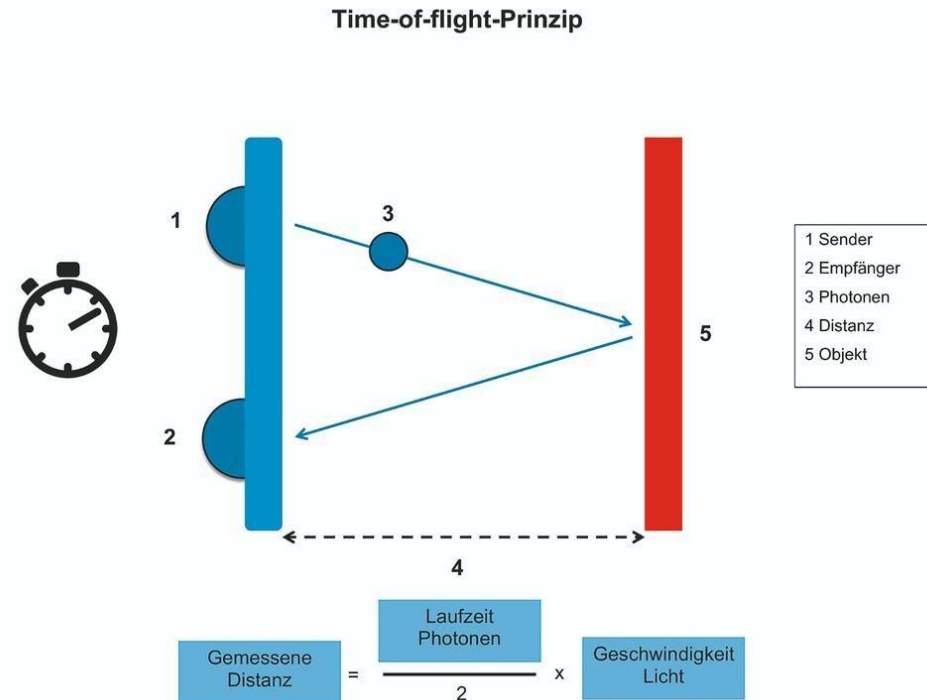 Time-of-flight-Prinzip
1
3
2
5
4
1 Sender
2 Empfänger
3 Photonen
4 Distanz
5 Objekt
Gemessene
Distanz
=
Laufzeit
Photonen
2
x
Geschwindigkeit
Licht